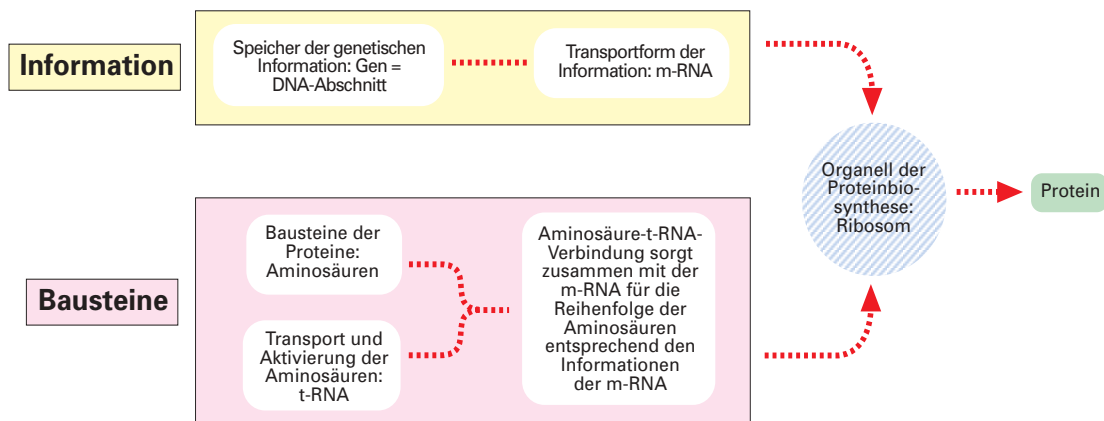 Information
Speicher der genetischen
Information: Gen =
DNA-Abschnitt
Transportform der
Information: m-RNA
Organell der
Proteinbio-
synthese:
Ribosom
Protein
Bausteine
Bausteine der
Proteine:
Aminosäuren
Transport und
Aktivierung der
Aminosäuren:
t-RNA
Aminosäure-t-RNA-
Verbindung sorgt
zusammen mit der
m-RNA für die
Reihenfolge der
Aminosäuren
entsprechend den
Informationen
der m-RNA